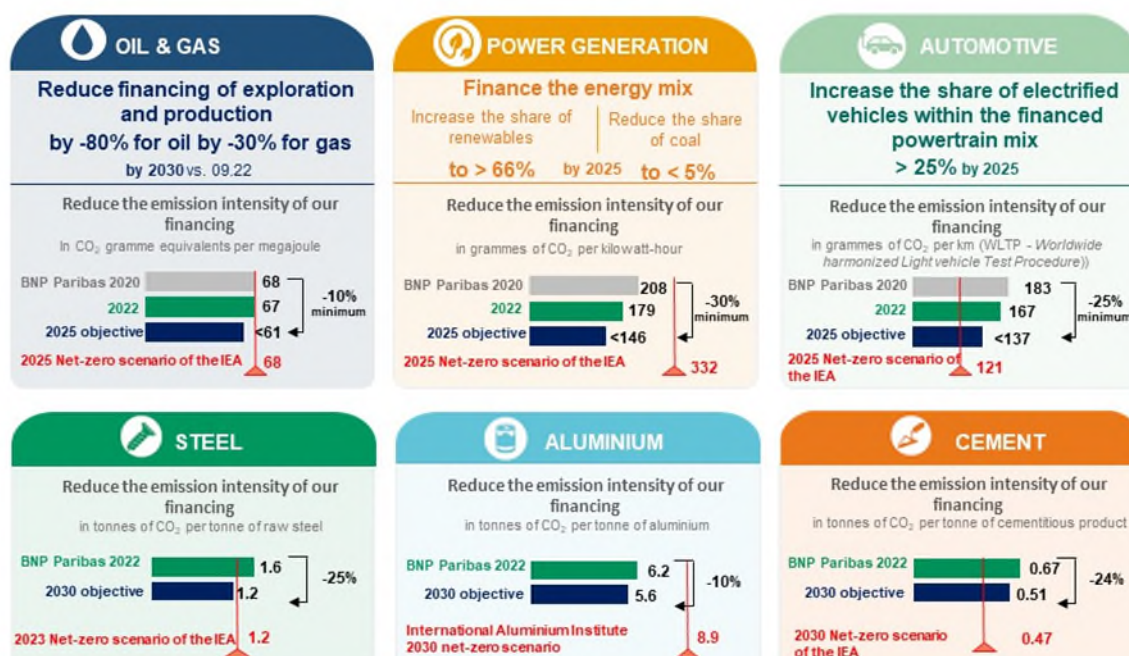 OIL & GAS
Reduce financing of exploration
and production
by -80% for oil by -30% for gas
by 2030 vs. 09.22
Reduce the emission intensity of our
financing
In CO₂ gramme equivalents per megajoule
BNP Paribas 2020 68
2022 67
2025 objective <61
-10%
minimum
2025 Net-zero scenario of the IEA 68
POWER GENERATION
Finance the energy mix
Increase the share of
renewables
to > 66%
by 2025
Reduce the share
of coal
to < 5%
Reduce the emission intensity of our
financing
in grammes of CO₂ per kilowatt-hour
BNP Paribas 2020 208
2022 179
2025 objective <146
-30%
minimum
2025 Net-zero scenario of the IEA 332
AUTOMOTIVE
Increase the share of electrified
vehicles within the financed
powertrain mix
> 25% by 2025
Reduce the emission intensity of our
financing
in grammes of CO₂ per km (WLTP - Worldwide
harmonized Light vehicle Test Procedure))
BNP Paribas 2020 183
2022 167
2025 objective <137
-25%
minimum
2025 Net-zero scenario of
the IEA 121
STEEL
Reduce the emission intensity of our
financing
in tonnes of CO₂ per tonne of raw steel
BNP Paribas 2022 1.6
2030 objective 1.2
-25%
2023 Net-zero scenario of the IEA 1.2
ALUMINIUM
Reduce the emission intensity of our
financing
in tonnes of CO₂ per tonne of aluminium
BNP Paribas 2022 6.2
2030 objective 5.6
-10%
International Aluminium Institute
2030 net-zero scenario 8.9
CEMENT
Reduce the emission intensity of our
financing
in tonnes of CO₂ per tonne of cementitious product
BNP Paribas 2022 0.67
2030 objective 0.51
-24%
2030 Net-zero scenario
of the IEA 0.47